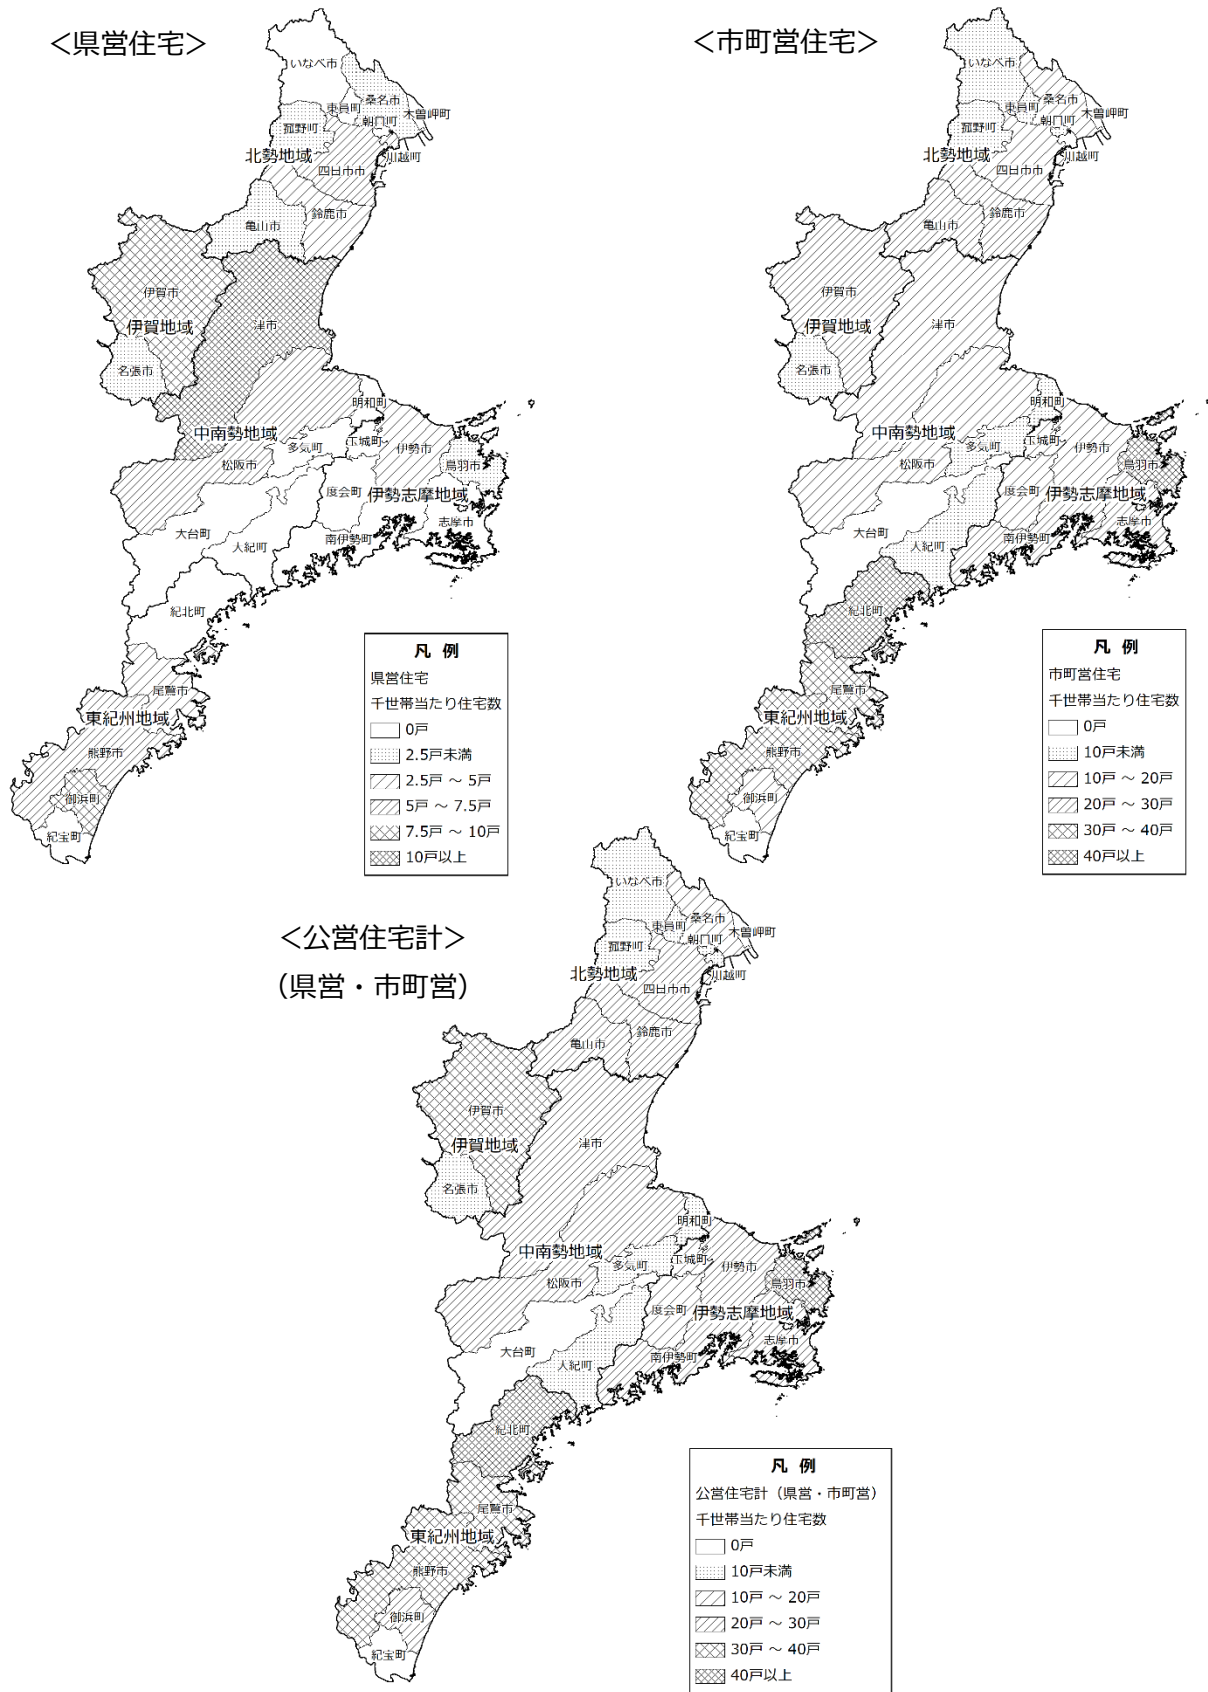 ＜県営住宅＞
いなべ市
東員町
桑名市
木曽岬町
朝日町
菰野町
川越町
北勢地域
四日市市
鈴鹿市
亀山市
伊賀市
伊賀地域
津市
名張市
明和町
中南勢地域
玉城町
多気町
伊勢市
松阪市
鳥羽市
度会町
伊勢志摩地域
志摩市
大台町
大紀町
南伊勢町
紀北町
尾鷲市
東紀州地域
熊野市
御浜町
紀宝町
凡 例
県営住宅
千世帯当たり住宅数
0戸
2.5戸未満
2.5戸 ～ 5戸
5戸 ～ 7.5戸
7.5戸 ～ 10戸
10戸以上
＜市町営住宅＞
いなべ市
東員町
桑名市
木曽岬町
朝日町
菰野町
川越町
北勢地域
四日市市
鈴鹿市
亀山市
伊賀市
伊賀地域
津市
名張市
明和町
中南勢地域
玉城町
多気町
伊勢市
松阪市
鳥羽市
度会町
伊勢志摩地域
志摩市
大台町
大紀町
南伊勢町
紀北町
尾鷲市
東紀州地域
熊野市
御浜町
紀宝町
凡 例
市町営住宅
千世帯当たり住宅数
0戸
10戸未満
10戸 ～ 20戸
20戸 ～ 30戸
30戸 ～ 40戸
40戸以上
＜公営住宅計＞
（県営・市町営）
いなべ市
東員町
桑名市
木曽岬町
朝日町
菰野町
川越町
北勢地域
四日市市
鈴鹿市
亀山市
伊賀市
伊賀地域
津市
名張市
明和町
中南勢地域
玉城町
多気町
伊勢市
松阪市
鳥羽市
度会町
伊勢志摩地域
志摩市
大台町
大紀町
南伊勢町
紀北町
尾鷲市
東紀州地域
熊野市
御浜町
紀宝町
凡 例
公営住宅計（県営・市町営）
千世帯当たり住宅数
0戸
10戸未満
10戸 ～ 20戸
20戸 ～ 30戸
30戸 ～ 40戸
40戸以上